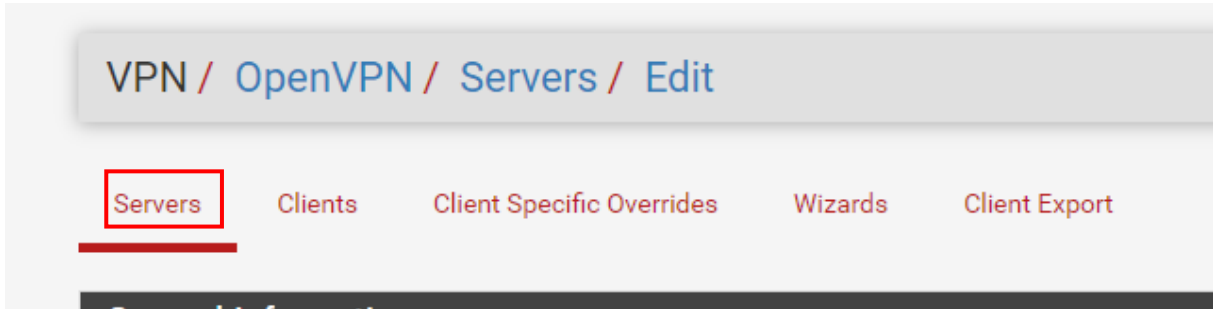 VPN / OpenVPN / Servers / Edit
Servers Clients Client Specific Overrides Wizards Client Export